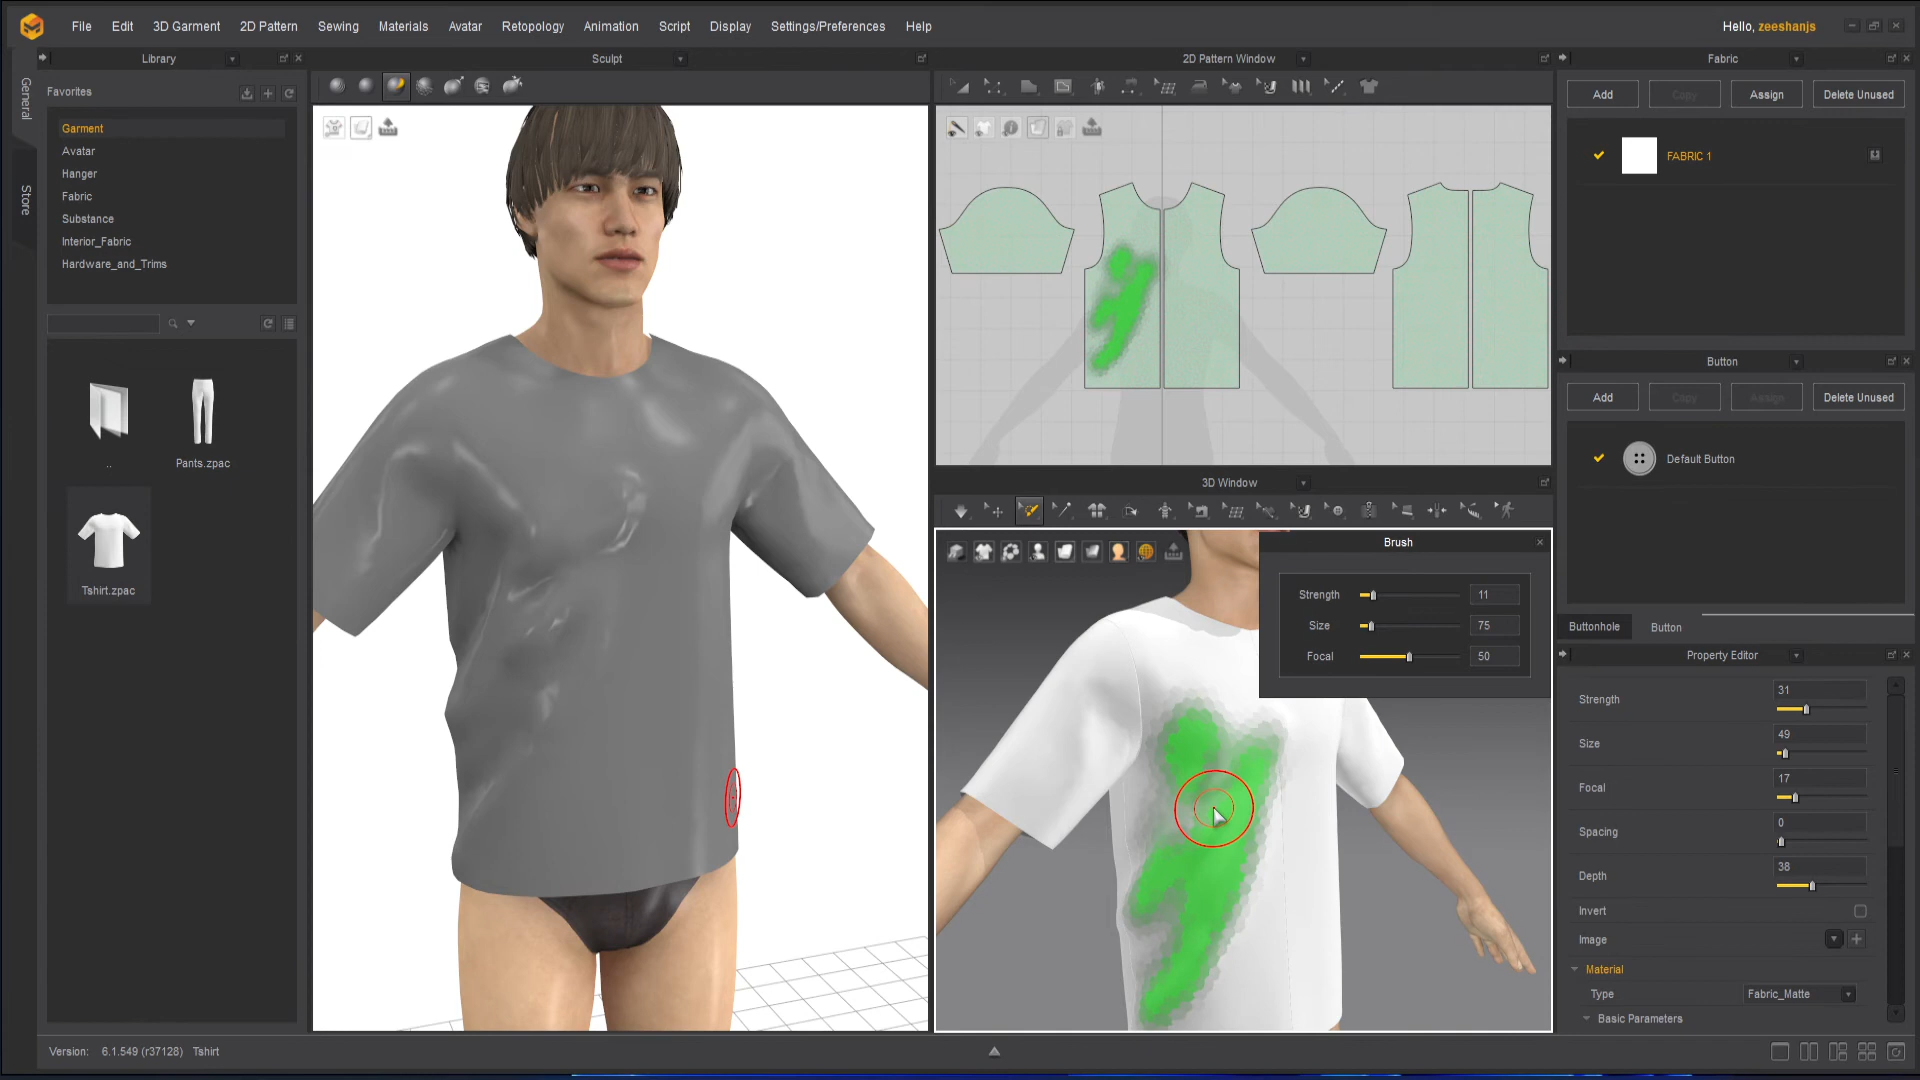 File Edit 3D Garment 2D Pattern Sewing Materials Avatar Retopology Animation Script Display Settings/Preferences Help
Hello, zeeshanjs
General
Store
Library
Favorites
Garment
Avatar
Hanger
Fabric
Substance
Interior_Fabric
Hardware_and_Trims
..
Pants.zpac
Tshirt.zpac
Sculpt
2D Pattern Window
3D Window
Brush
Strength 11
Size 75
Focal 50
Fabric
Add Copy Assign Delete Unused
FABRIC 1
Button
Add Copy Assign Delete Unused
Default Button
Buttonhole Button
Property Editor
Strength 31
Size 49
Focal 17
Spacing 0
Depth 38
Invert
Image
Material
Type Fabric_Matte
Basic Parameters
Version: 6.1.549 (r37128) Tshirt